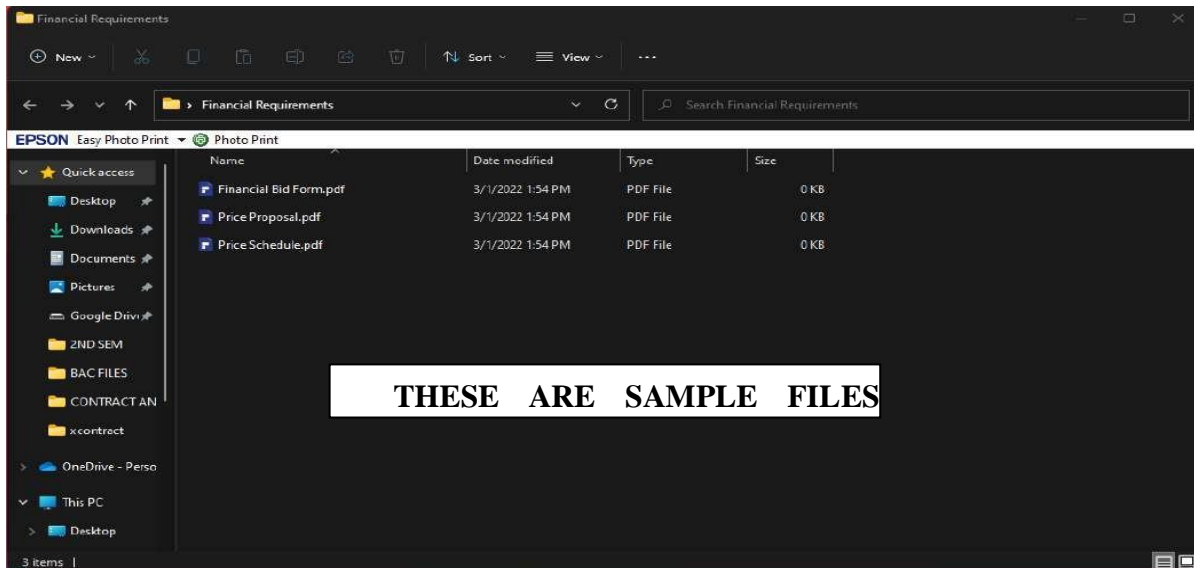 Financial Requirements
New
Sort
View
Financial Requirements
Search Financial Requirements
EPSON Easy Photo Print Photo Print
Name Date modified Type Size
Quick access
Financial Bid Form.pdf 3/1/2022 1:54 PM PDF File 0 KB
Desktop
Price Proposal.pdf 3/1/2022 1:54 PM PDF File 0 KB
Downloads
Price Schedule.pdf 3/1/2022 1:54 PM PDF File 0 KB
Documents
Pictures
Google Driv
2ND SEM
BAC FILES
THESE ARE SAMPLE FILES
CONTRACT AN
xcontract
OneDrive - Perso
This PC
Desktop
3 items